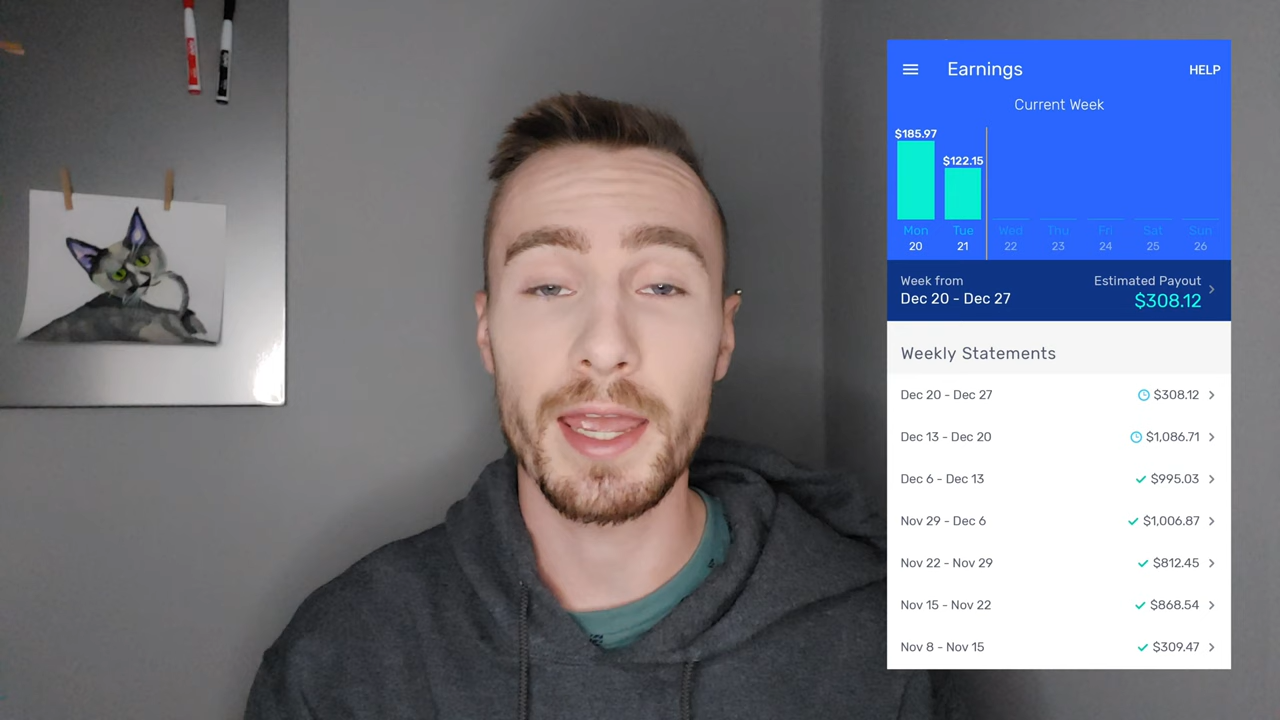 Earnings
HELP
Current Week
$185.97
$122.15
Mon Tue Wed Thu Fri Sat Sun
20 21 22 23 24 25 26
Week from Estimated Payout
Dec 20 - Dec 27 $308.12
Weekly Statements
Dec 20 - Dec 27 $308.12
Dec 13 - Dec 20 $1,086.71
Dec 6 - Dec 13 $995.03
Nov 29 - Dec 6 $1,006.87
Nov 22 - Nov 29 $812.45
Nov 15 - Nov 22 $868.54
Nov 8 - Nov 15 $309.47